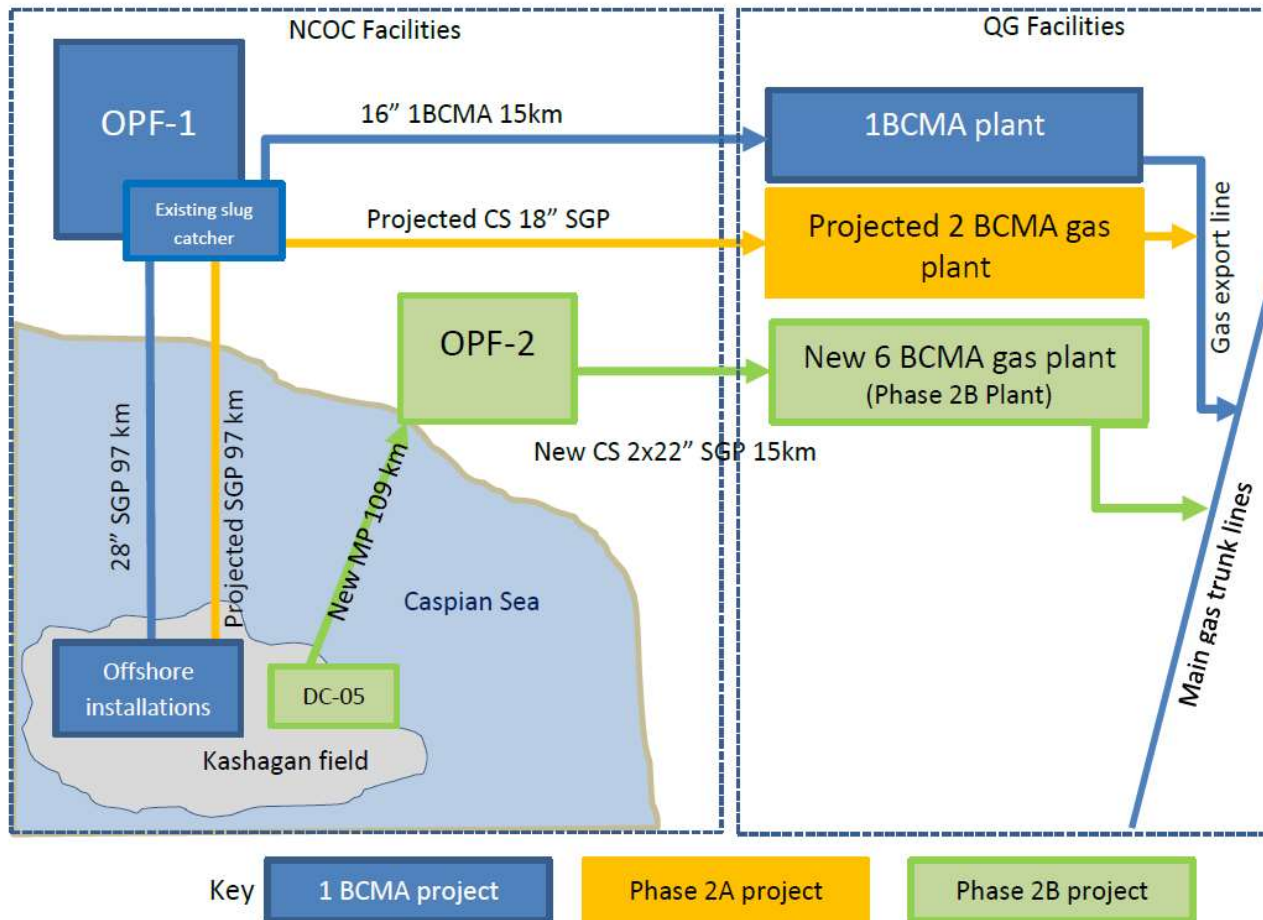 NCOC Facilities
QG Facilities
OPF-1
16” 1BCMA 15km
1BCMA plant
Existing slug
catcher
Projected CS 18” SGP
Projected 2 BCMA gas
plant
Gas export line
OPF-2
New 6 BCMA gas plant
(Phase 2B Plant)
New CS 2x22” SGP 15km
28” SGP 97 km
Projected SGP 97 km
New MP 109 km
Caspian Sea
Main gas trunk lines
Offshore
installations
DC-05
Kashagan field
Key
1 BCMA project
Phase 2A project
Phase 2B project